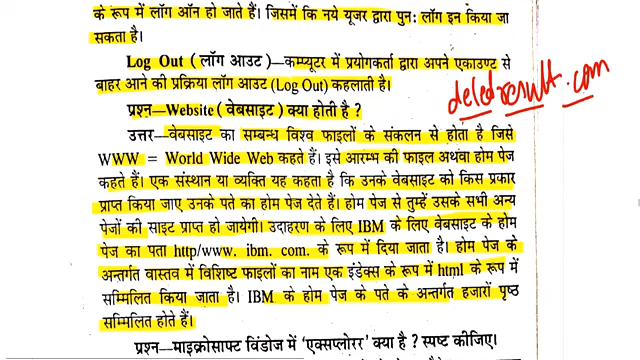 के रूप में लॉग ऑन हो जाते हैं। जिसमें कि नये यूजर द्वारा पुन: लॉग इन किया जा
सकता है।
Log Out (लॉग आउट) –कम्प्यूटर में प्रयोगकर्ता द्वारा अपने एकाउण्ट से
बाहर आने की प्रक्रिया लॉग आउट (Log Out) कहलाती है।
deledresult.com
प्रश्न–Website (वेबसाइट) क्या होती है ?
उत्तर–वेबसाइट का सम्बन्ध विश्व फाइलों के संकलन से होता है जिसे
WWW = World Wide Web कहते हैं। इसे आरम्भ की फाइल अथवा होम पेज
कहते हैं। एक संस्थान या व्यक्ति यह कहता है कि उनके वेबसाइट को किस प्रकार
प्राप्त किया जाए उनके पते का होम पेज देते हैं। होम पेज से तुम्हें उसके सभी अन्य
पेजों की साइट प्राप्त हो जायेगी। उदाहरण के लिए IBM के लिए वेबसाइट के होम
पेज का पता http/www. ibm. com. के रूप में दिया जाता है। होम पेज के
अन्तर्गत वास्तव में विशिष्ट फाइलों का नाम एक इंडेक्स के रूप में html के रूप में
सम्मिलित किया जाता है। IBM के होम पेज के पते के अन्तर्गत हजारों पृष्ठ
सम्मिलित होते हैं।
प्रश्न–माइक्रोसाफ्ट विंडोज में 'एक्सप्लोरर' क्या है ? स्पष्ट कीजिए।